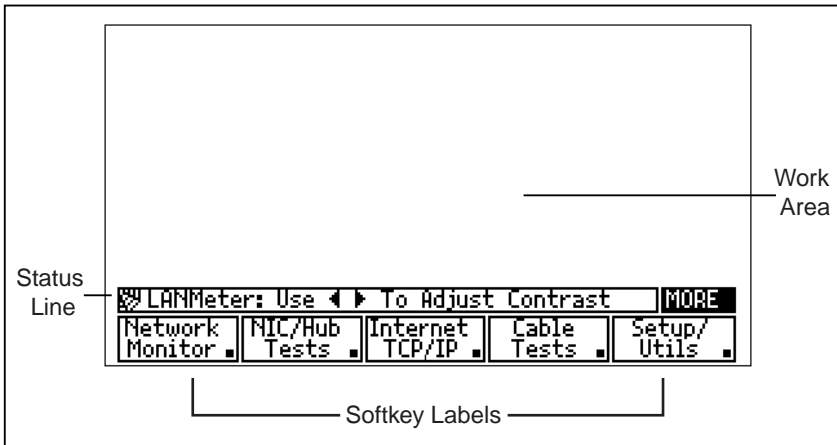 Work
Area
Status
Line
LANMeter: Use ◀ ▶ To Adjust Contrast MORE
Network Monitor
NIC/Hub Tests
Internet TCP/IP
Cable Tests
Setup/ Utils
Softkey Labels